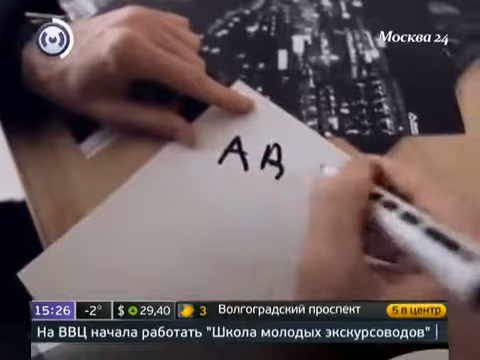 Москва 24
А В
15:26 -2° $ 29,40 3 Волгоградский проспект 5 в центр
На ВВЦ начала работать "Школа молодых экскурсоводов"